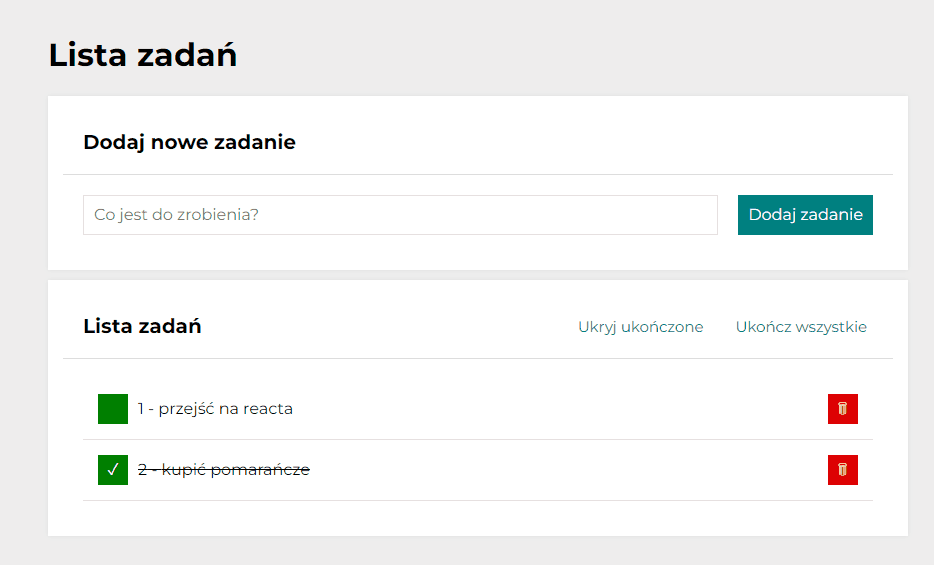 Lista zadań
Dodaj nowe zadanie
Co jest do zrobienia?
Dodaj zadanie
Lista zadań
Ukryj ukończone
Ukończ wszystkie
1 - przejść na reacta
✓ 2 - kupić pomarańcze